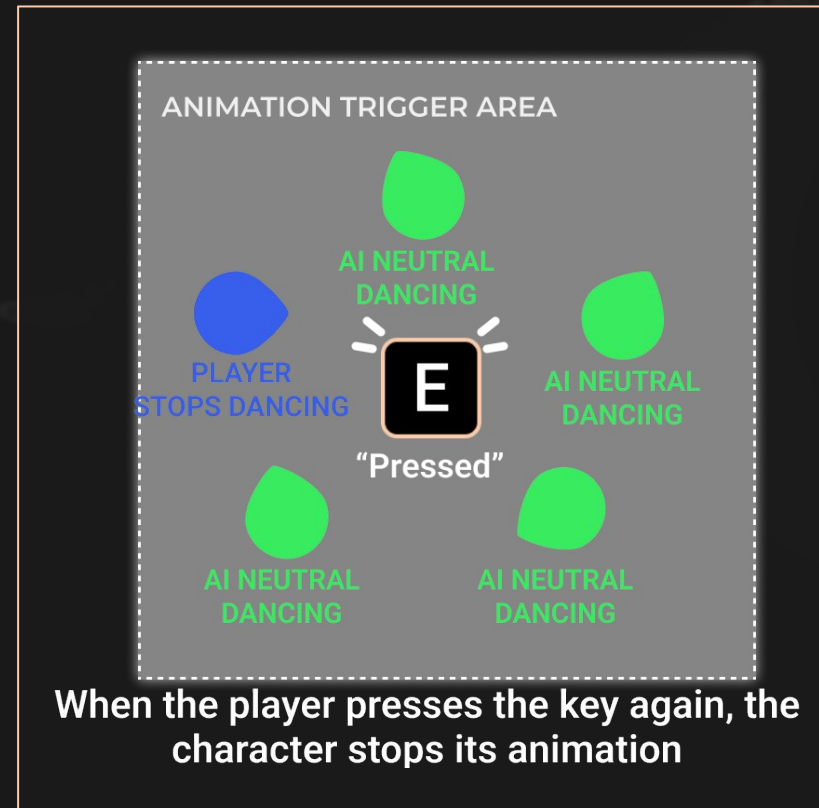 ANIMATION TRIGGER AREA
AI NEUTRAL
DANCING
PLAYER
STOPS DANCING
E
AI NEUTRAL
DANCING
“Pressed”
AI NEUTRAL
DANCING
AI NEUTRAL
DANCING
When the player presses the key again, the
character stops its animation